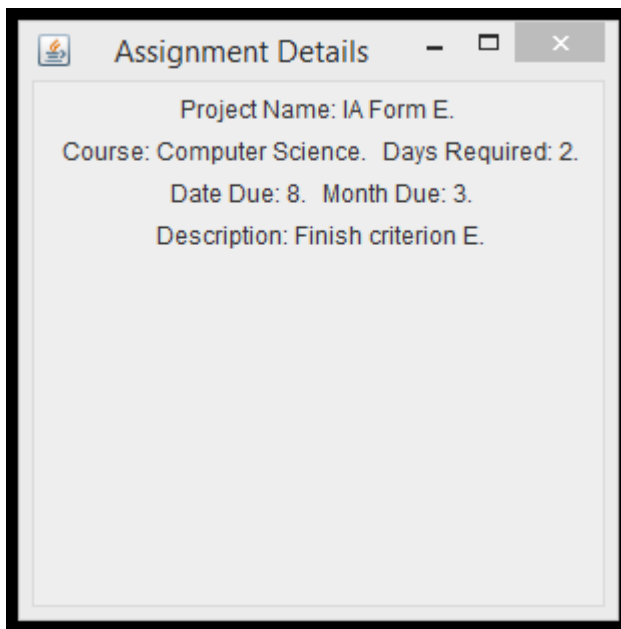 Assignment Details
Project Name: IA Form E.
Course: Computer Science. Days Required: 2.
Date Due: 8. Month Due: 3.
Description: Finish criterion E.